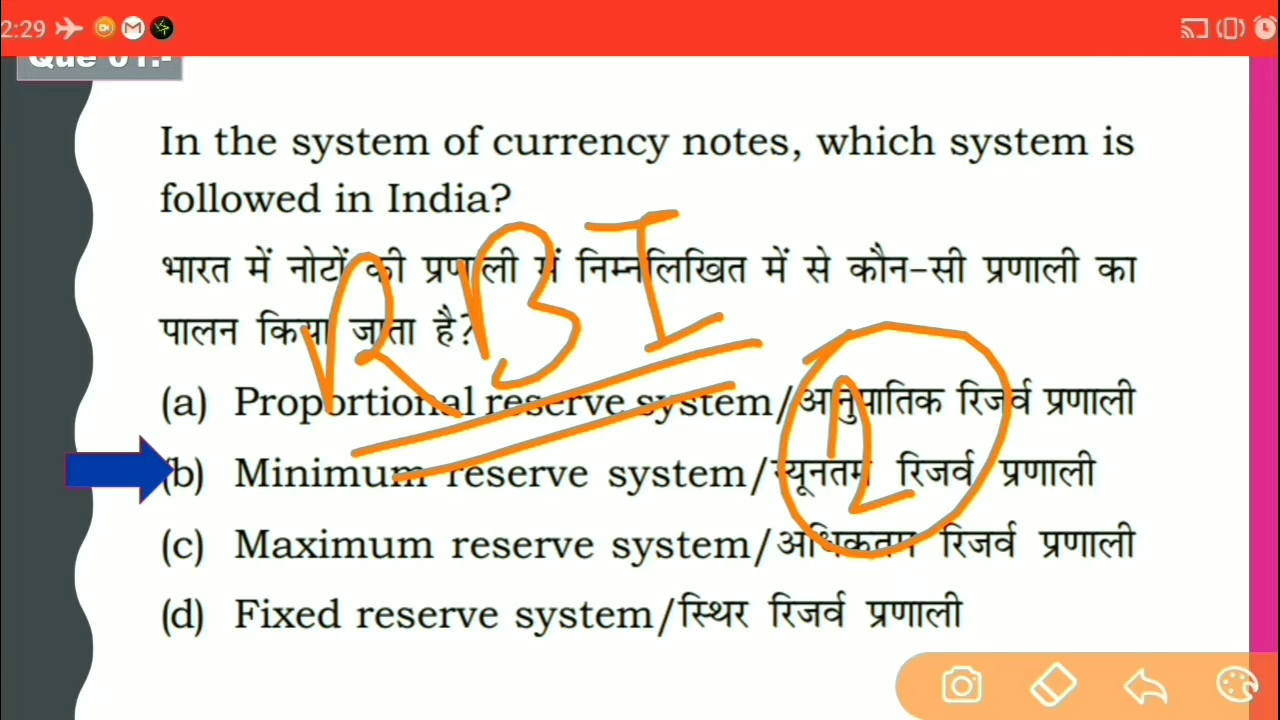 2:29
Que 01:-
In the system of currency notes, which system is
followed in India?
भारत में नोटों की प्रणाली में निम्नलिखित में से कौन-सी प्रणाली का
पालन किया जाता है?
RBI
(a) Proportional reserve system/आनुपातिक रिजर्व प्रणाली
(b) Minimum reserve system/न्यूनतम रिजर्व प्रणाली
2
(c) Maximum reserve system/अधिकतम रिजर्व प्रणाली
(d) Fixed reserve system/स्थिर रिजर्व प्रणाली